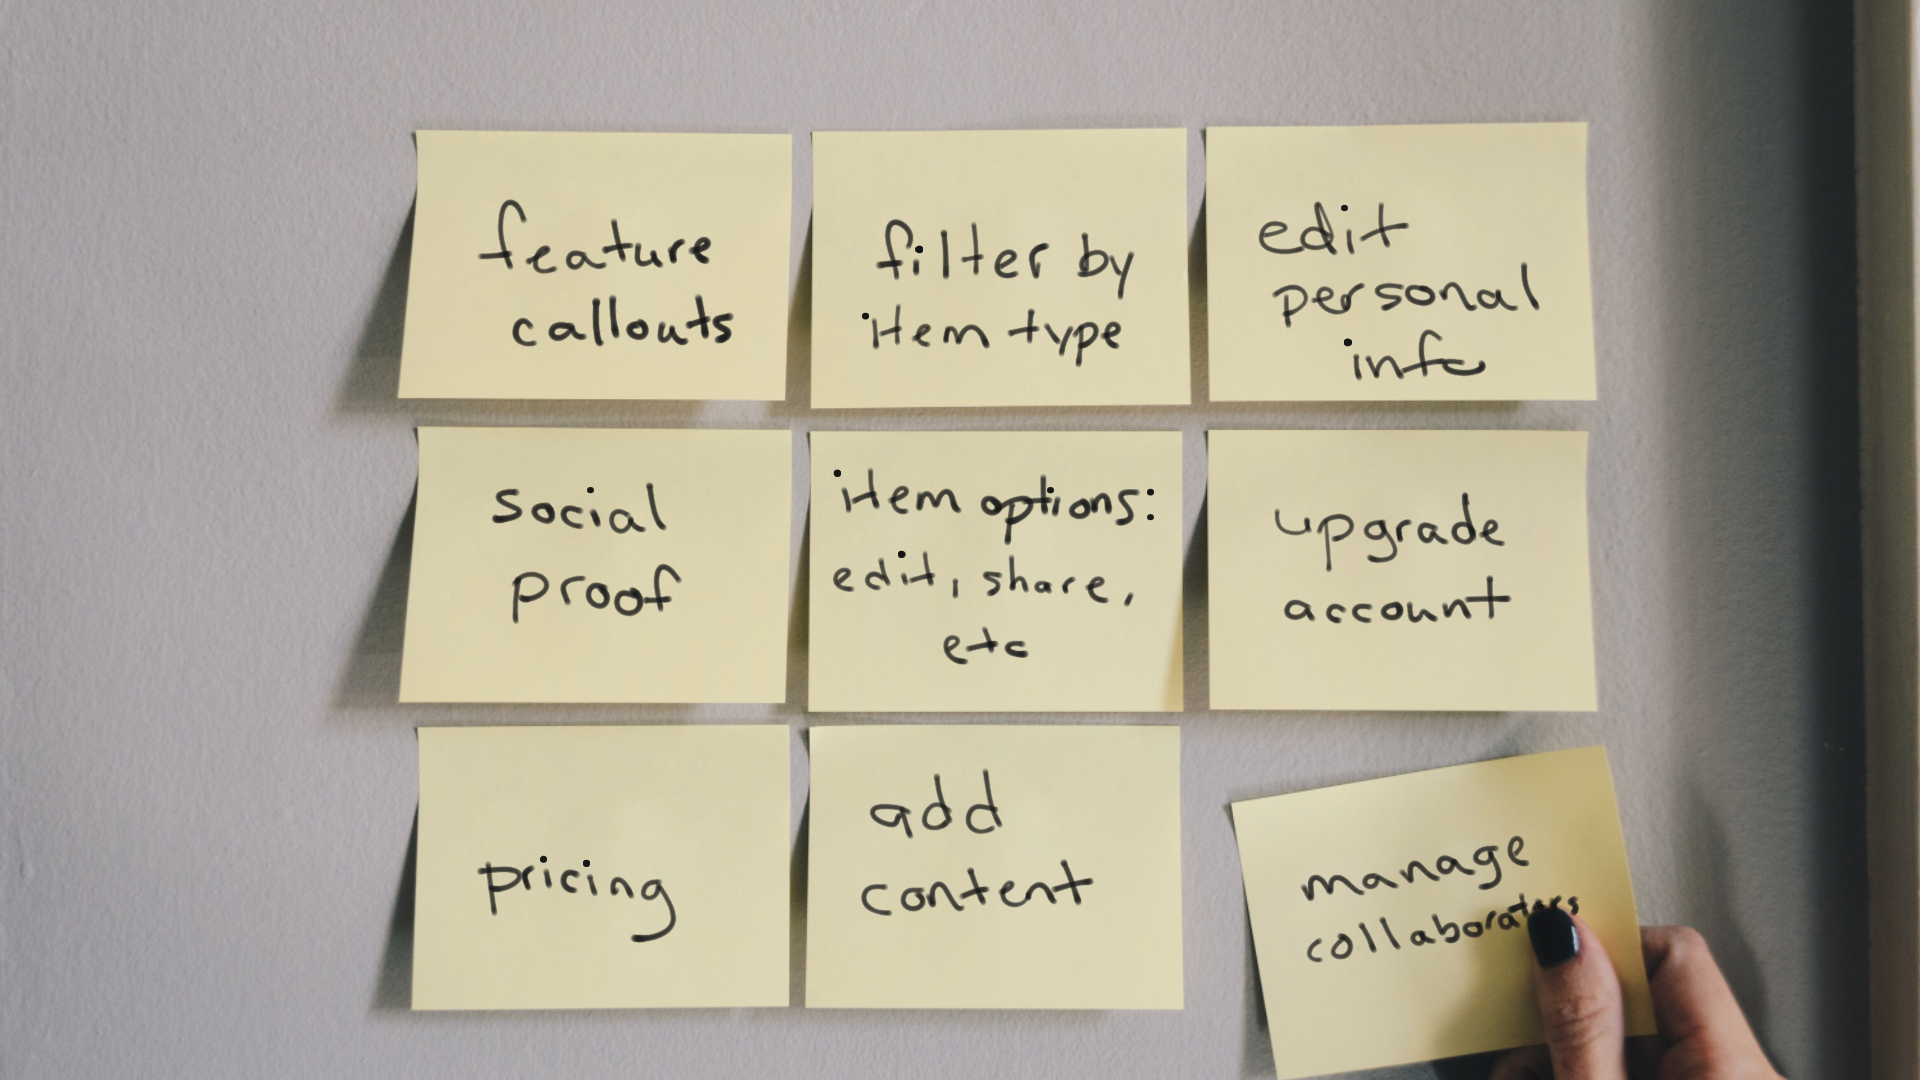 feature
callouts
filter by
item type
edit
personal
info
social
proof
item options:
edit, share,
etc
upgrade
account
pricing
add
content
manage
collaborators